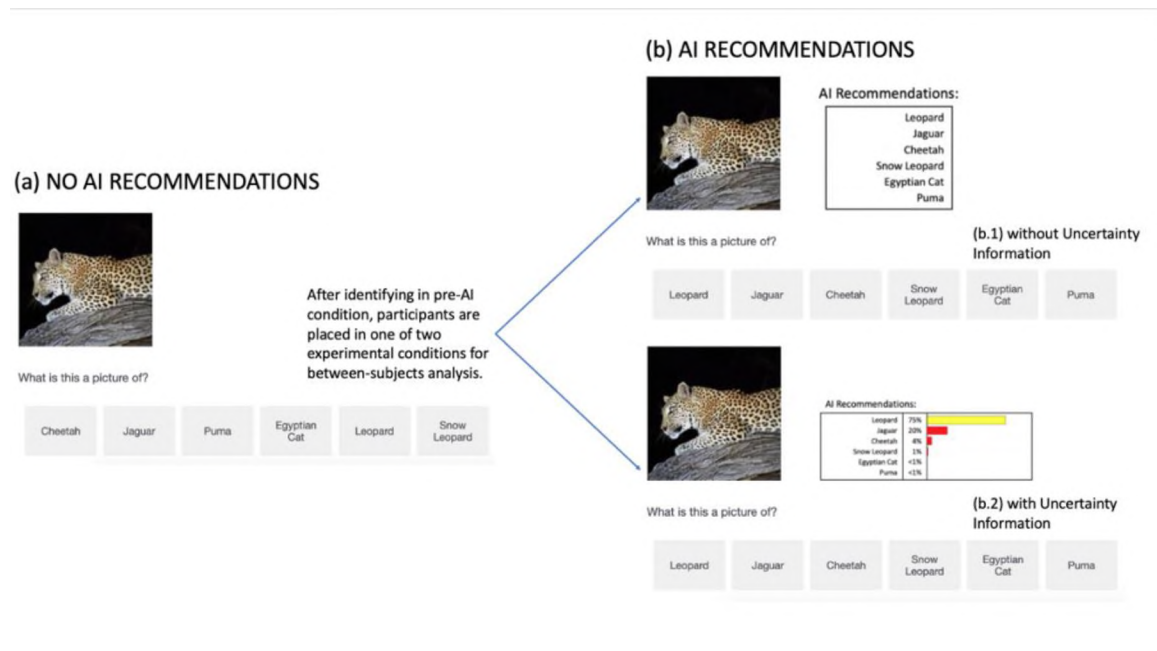 (a) NO AI RECOMMENDATIONS
What is this a picture of?
Cheetah
Jaguar
Puma
Egyptian
Cat
Leopard
Snow
Leopard
After identifying in pre-AI
condition, participants are
placed in one of two
experimental conditions for
between-subjects analysis.
(b) AI RECOMMENDATIONS
AI Recommendations:
Leopard
Jaguar
Cheetah
Snow Leopard
Egyptian Cat
Puma
What is this a picture of?
(b.1) without Uncertainty
Information
Leopard
Jaguar
Cheetah
Snow
Leopard
Egyptian
Cat
Puma
AI Recommendations:
Leopard 75%
Jaguar 20%
Cheetah 4%
Snow Leopard 1%
Egyptian Cat <1%
Puma <1%
What is this a picture of?
(b.2) with Uncertainty
Information
Leopard
Jaguar
Cheetah
Snow
Leopard
Egyptian
Cat
Puma